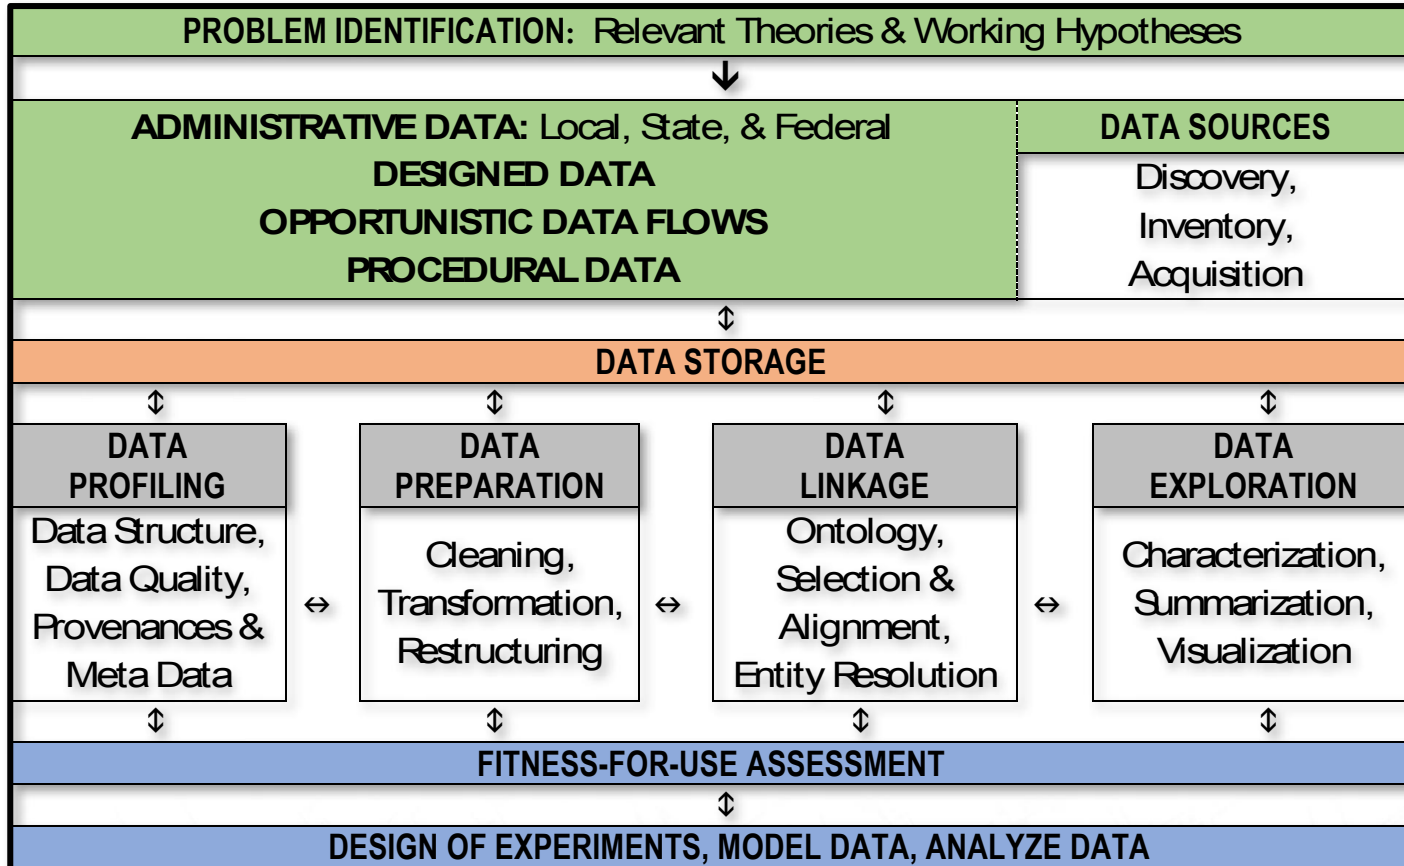 PROBLEM IDENTIFICATION: Relevant Theories & Working Hypotheses
ADMINISTRATIVE DATA: Local, State, & Federal
DESIGNED DATA
OPPORTUNISTIC DATA FLOWS
PROCEDURAL DATA
DATA SOURCES
Discovery,
Inventory,
Acquisition
DATA STORAGE
DATA
PROFILING
Data Structure,
Data Quality,
Provenances &
Meta Data
DATA
PREPARATION
Cleaning,
Transformation,
Restructuring
DATA
LINKAGE
Ontology,
Selection &
Alignment,
Entity Resolution
DATA
EXPLORATION
Characterization,
Summarization,
Visualization
FITNESS-FOR-USE ASSESSMENT
DESIGN OF EXPERIMENTS, MODEL DATA, ANALYZE DATA